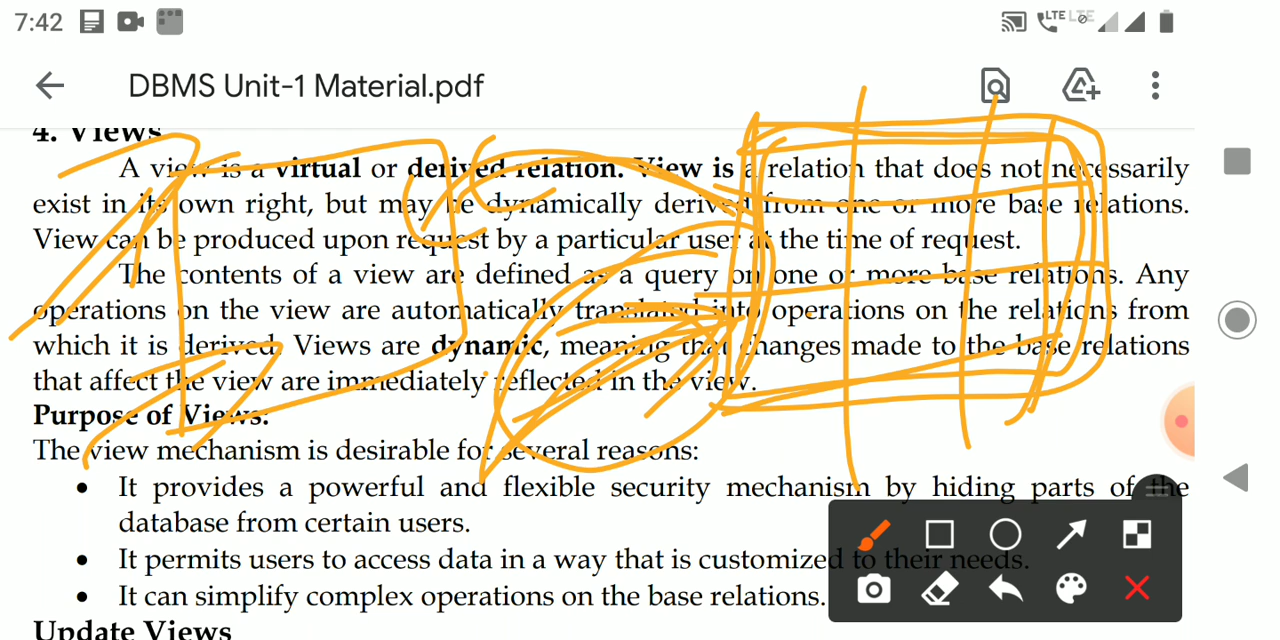 7:42
LTE LTE
DBMS Unit-1 Material.pdf
4. Views
A view is a virtual or derived relation. View is a relation that does not necessarily
exist in its own right, but may be dynamically derived from one or more base relations.
View can be produced upon request by a particular user at the time of request.
The contents of a view are defined as a query on one or more base relations. Any
operations on the view are automatically translated into operations on the relations from
which it is derived. Views are dynamic, meaning that changes made to the base relations
that affect the view are immediately reflected in the view.
Purpose of Views:
The view mechanism is desirable for several reasons:
• It provides a powerful and flexible security mechanism by hiding parts of the
database from certain users.
• It permits users to access data in a way that is customized to their needs.
• It can simplify complex operations on the base relations.
Update Views